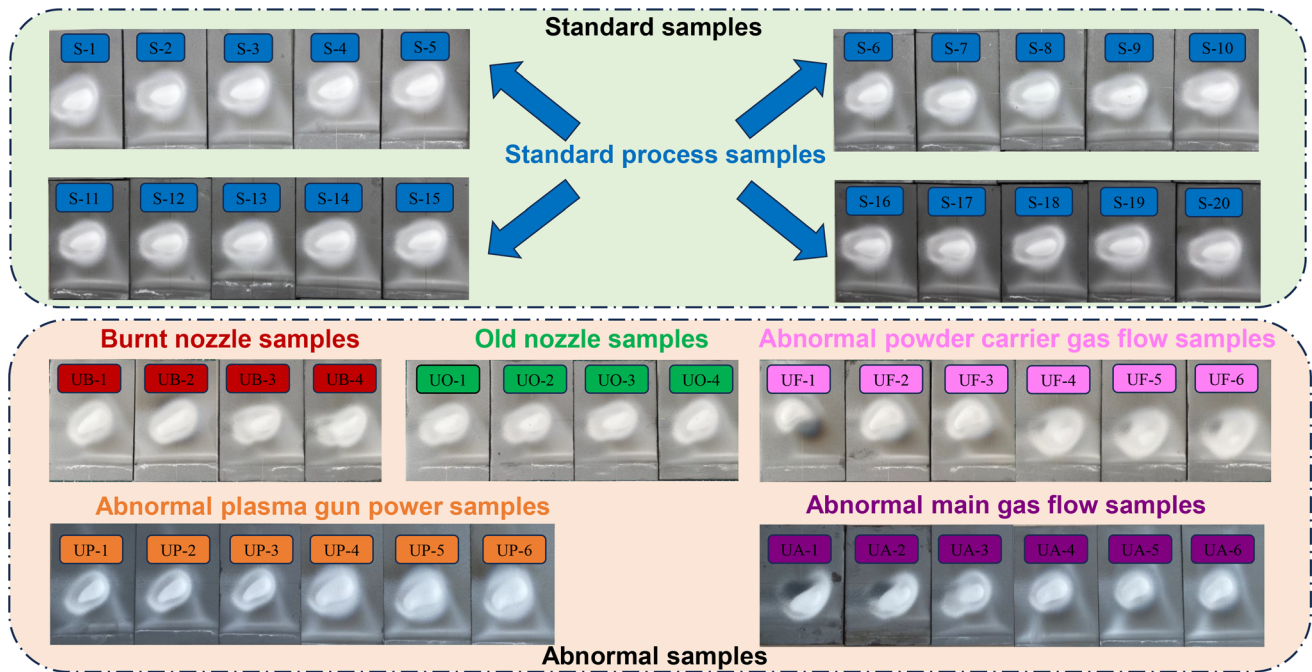 Standard samples
S-1 S-2 S-3 S-4 S-5
S-6 S-7 S-8 S-9 S-10
Standard process samples
S-11 S-12 S-13 S-14 S-15
S-16 S-17 S-18 S-19 S-20
Burnt nozzle samples
UB-1 UB-2 UB-3 UB-4
Old nozzle samples
UO-1 UO-2 UO-3 UO-4
Abnormal powder carrier gas flow samples
UF-1 UF-2 UF-3 UF-4 UF-5 UF-6
Abnormal plasma gun power samples
UP-1 UP-2 UP-3 UP-4 UP-5 UP-6
Abnormal main gas flow samples
UA-1 UA-2 UA-3 UA-4 UA-5 UA-6
Abnormal samples